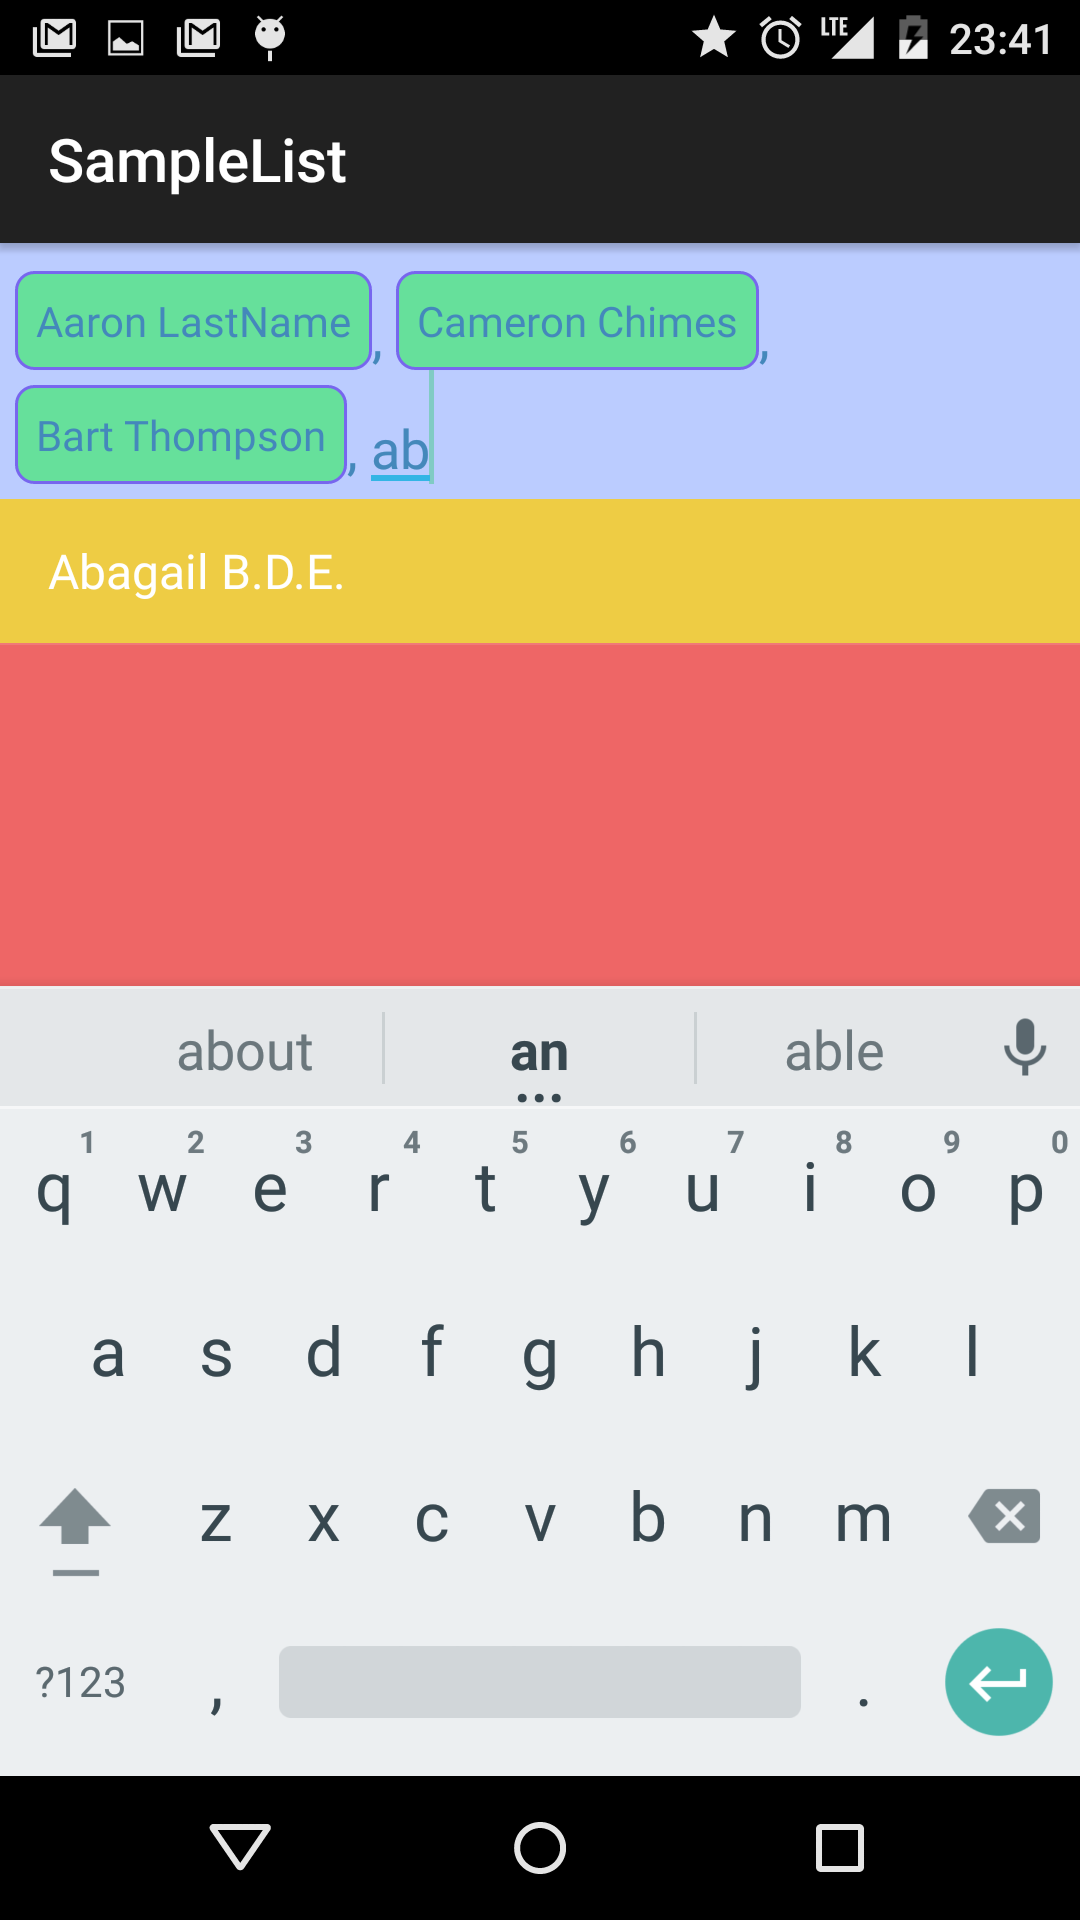 LTE 23:41
SampleList
Aaron LastName, Cameron Chimes,
Bart Thompson, ab
Abagail B.D.E.
about an able
1 2 3 4 5 6 7 8 9 0
q w e r t y u i o p
a s d f g h j k l
z x c v b n m
?123 , .